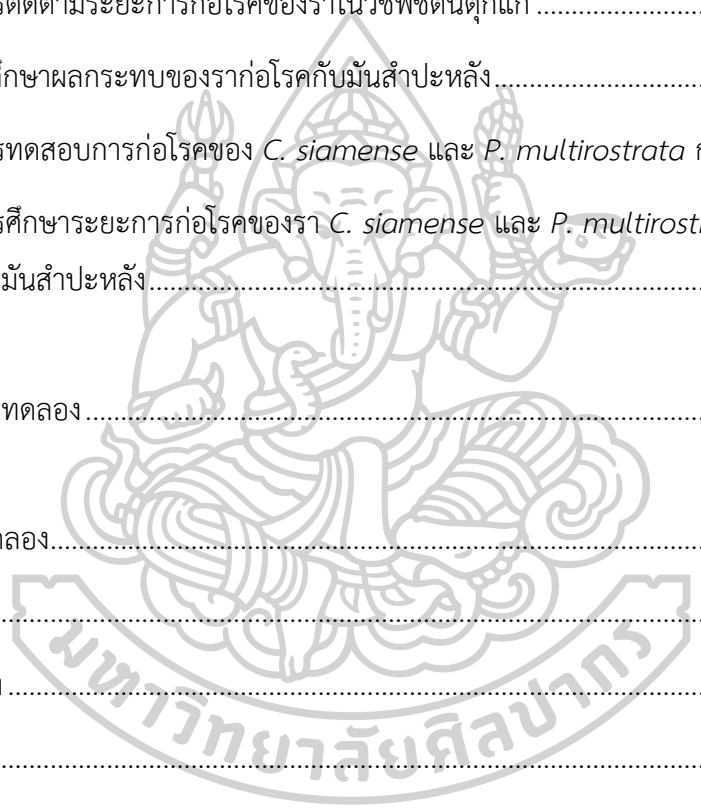 รติดตามระยะการก่อโรคของราในวัชพืชตีนตุ๊กแก ........................
กษาผลกระทบของราก่อโรคกับมันสำปะหลัง........................
รทดสอบการก่อโรคของ C. siamense และ P. multirostrata
รศึกษาระยะการก่อโรคของรา C. siamense และ P. multirost
มันสำปะหลัง........................
ทดลอง ........................
ลอง........................
........................
........................
........................
มหาวิทยาลัยศิลปากร